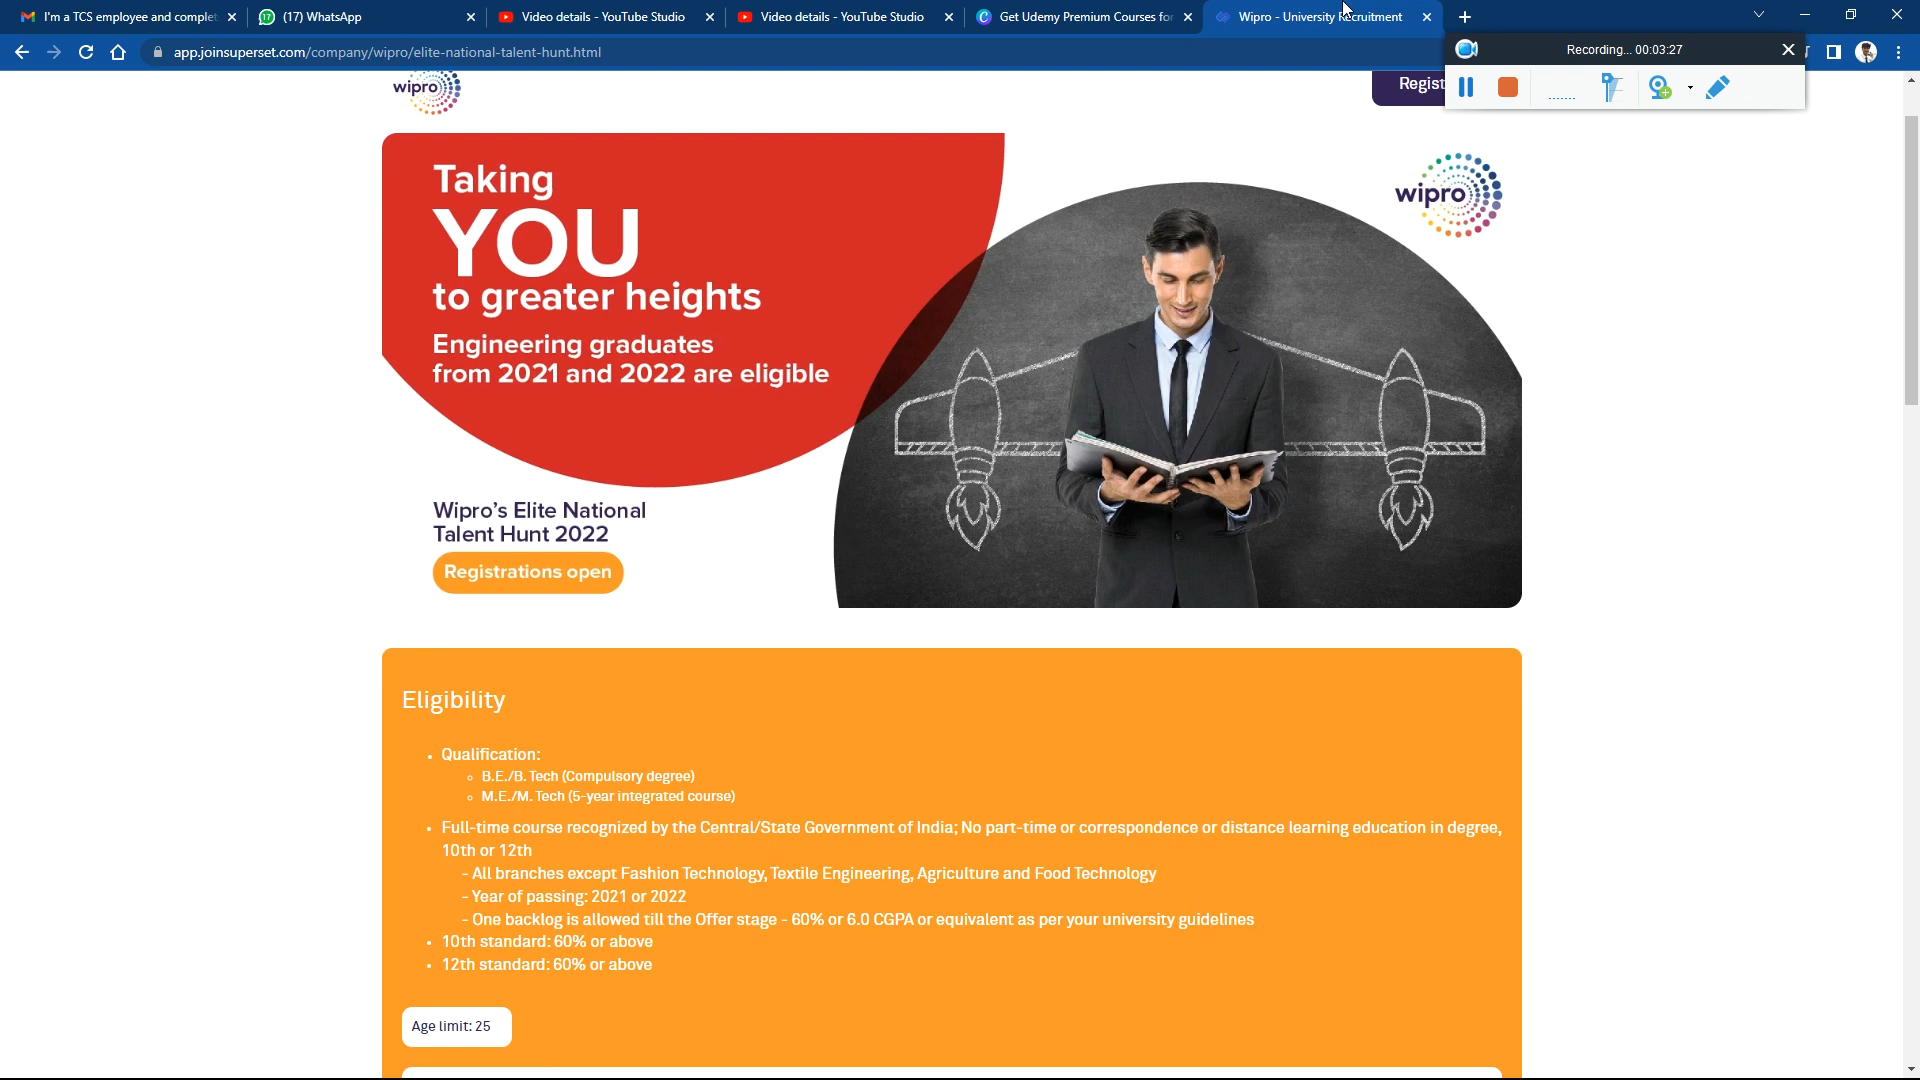 I'm a TCS employee and complet
(17) WhatsApp
Video details - YouTube Studio
Video details - YouTube Studio
Get Udemy Premium Courses for
Wipro - University Recruitment
app.joinsuperset.com/company/wipro/elite-national-talent-hunt.html
Recording... 00:03:27
wipro
Regist
Taking
YOU
to greater heights
Engineering graduates
from 2021 and 2022 are eligible
wipro
Wipro's Elite National
Talent Hunt 2022
Registrations open
Eligibility
• Qualification:
◦ B.E./B. Tech (Compulsory degree)
◦ M.E./M. Tech (5-year integrated course)
• Full-time course recognized by the Central/State Government of India; No part-time or correspondence or distance learning education in degree,
10th or 12th
- All branches except Fashion Technology, Textile Engineering, Agriculture and Food Technology
- Year of passing: 2021 or 2022
- One backlog is allowed till the Offer stage - 60% or 6.0 CGPA or equivalent as per your university guidelines
• 10th standard: 60% or above
• 12th standard: 60% or above
Age limit: 25